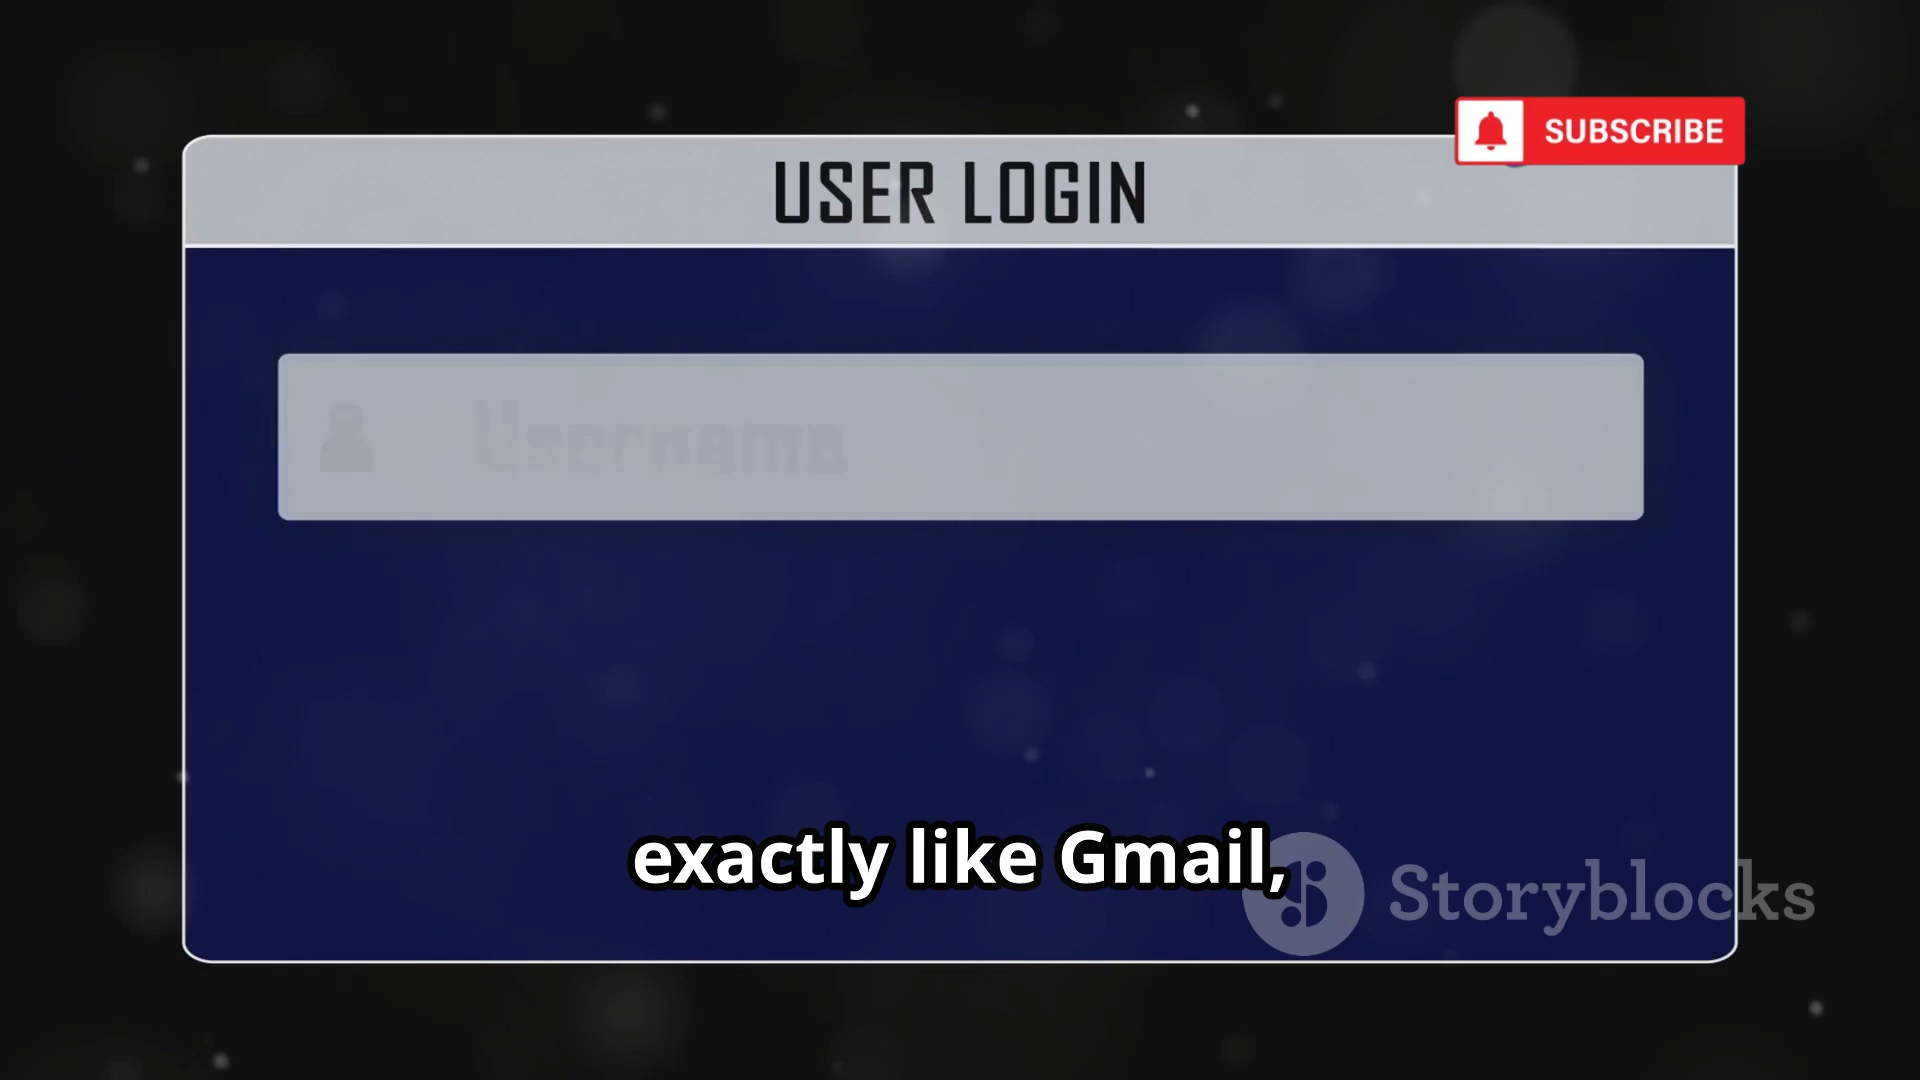 SUBSCRIBE
USER LOGIN
Username
exactly like Gmail,
Storyblocks